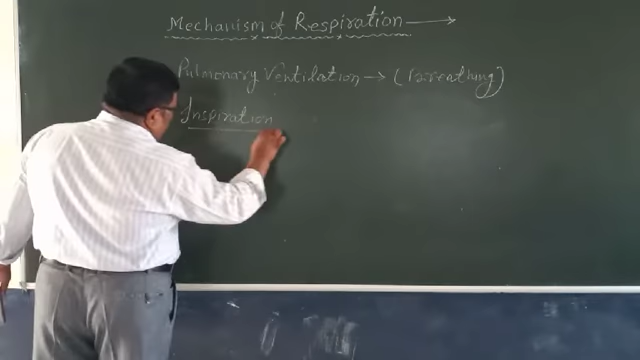 Mechanism of Respiration →
Pulmonary Ventilation → (Breathing)
Inspiration